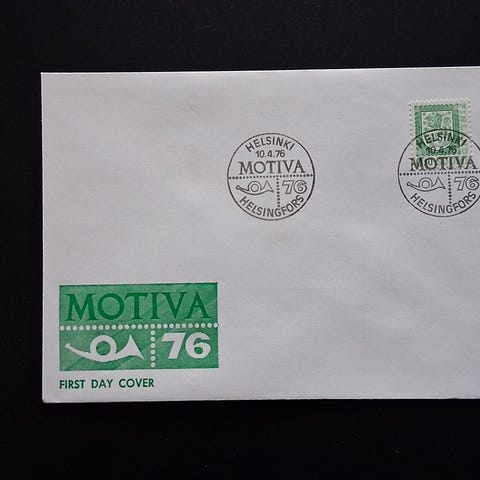 HELSINKI
10.4.76
MOTIVA
76
HELSINGFORS
HELSINKI
10.4.76
MOTIVA
76
HELSINGFORS
MOTIVA
76
FIRST DAY COVER